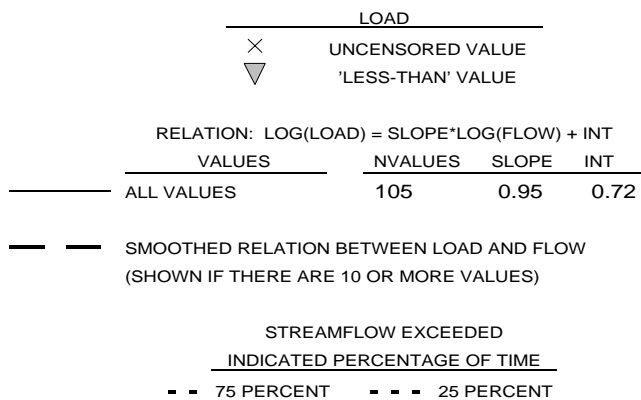 LOAD
UNCENSORED VALUE
'LESS-THAN' VALUE
RELATION: LOG(LOAD) = SLOPE*LOG(FLOW) + INT
VALUES NVALUES SLOPE INT
ALL VALUES 105 0.95 0.72
SMOOTHED RELATION BETWEEN LOAD AND FLOW
(SHOWN IF THERE ARE 10 OR MORE VALUES)
STREAMFLOW EXCEEDED
INDICATED PERCENTAGE OF TIME
75 PERCENT 25 PERCENT